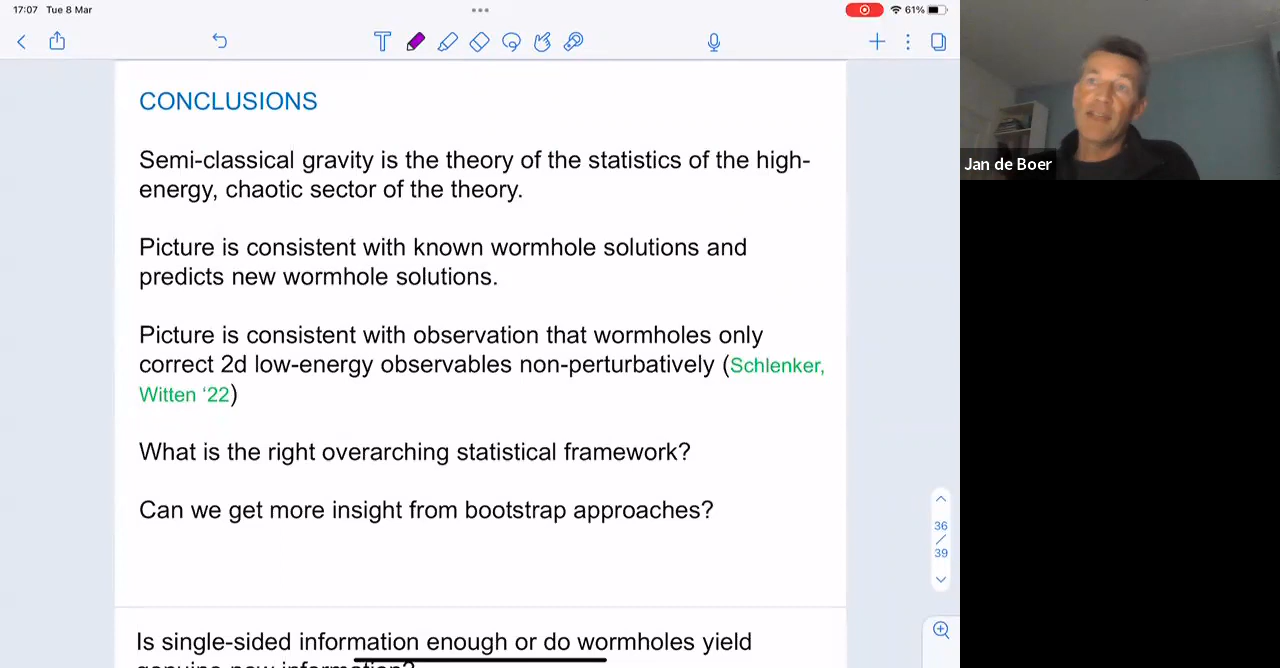 17:07 Tue 8 Mar
61%
CONCLUSIONS
Semi-classical gravity is the theory of the statistics of the high-
energy, chaotic sector of the theory.
Picture is consistent with known wormhole solutions and
predicts new wormhole solutions.
Picture is consistent with observation that wormholes only
correct 2d low-energy observables non-perturbatively (Schlenker,
Witten ‘22)
What is the right overarching statistical framework?
Can we get more insight from bootstrap approaches?
36
/
39
Is single-sided information enough or do wormholes yield
genuine new information?
Jan de Boer